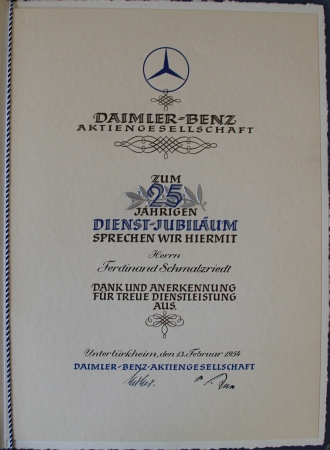 DAIMLER-BENZ
AKTIENGESELLSCHAFT
ZUM
25
JÄHRIGEN
DIENST-JUBILÄUM
SPRECHEN WIR HIERMIT
Herrn
Ferdinand Schmalzriedt
DANK UND ANERKENNUNG
FÜR TREUE DIENSTLEISTUNG
AUS.
Untertürkheim, den 13. Februar 1954
DAIMLER-BENZ-AKTIENGESELLSCHAFT